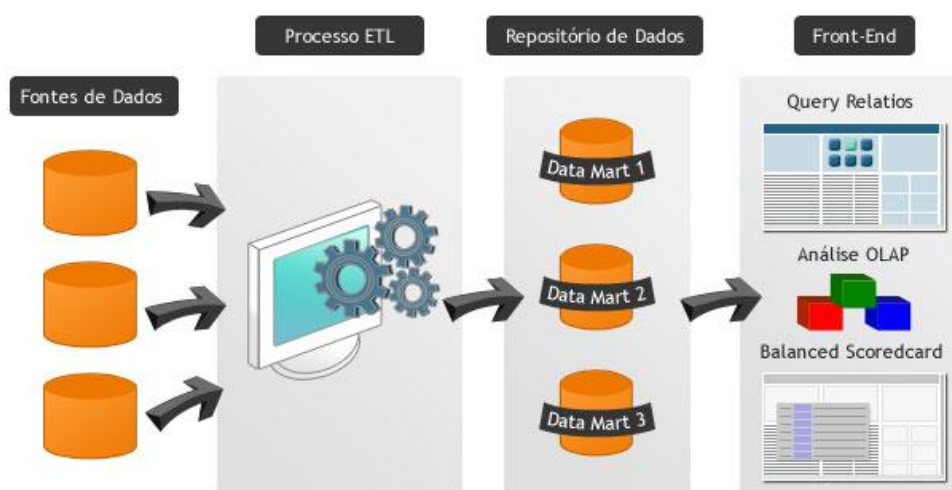 Processo ETL
Repositório de Dados
Front-End
Fontes de Dados
Query Relatios
Data Mart 1
Análise OLAP
Data Mart 2
Balanced Scoredcard
Data Mart 3